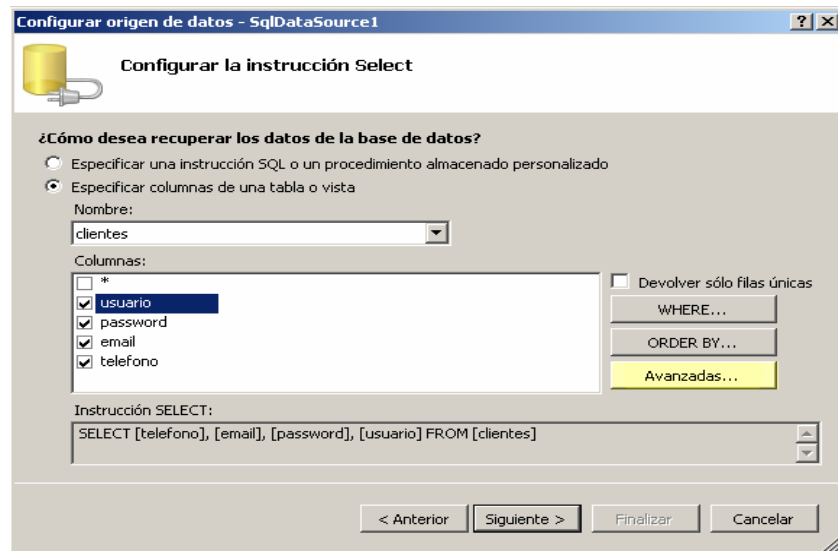 Configurar origen de datos - SqlDataSource1
Configurar la instrucción Select
¿Cómo desea recuperar los datos de la base de datos?
Especificar una instrucción SQL o un procedimiento almacenado personalizado
Especificar columnas de una tabla o vista
Nombre:
clientes
Columnas:
*
usuario
password
email
telefono
Devolver sólo filas únicas
WHERE...
ORDER BY...
Avanzadas...
Instrucción SELECT:
SELECT [telefono], [email], [password], [usuario] FROM [clientes]
< Anterior
Siguiente >
Finalizar
Cancelar